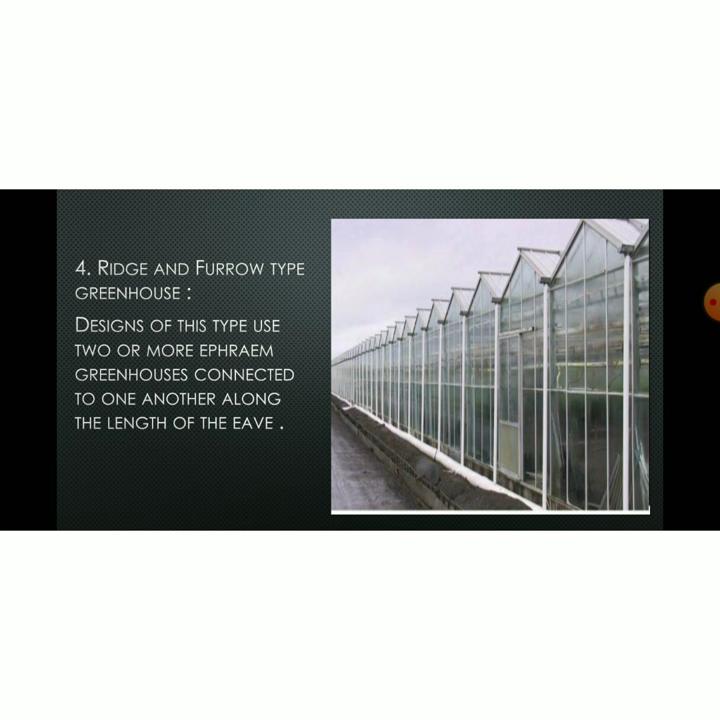 4. Ridge and Furrow type
greenhouse :
Designs of this type use
two or more ephraem
greenhouses connected
to one another along
the length of the eave .